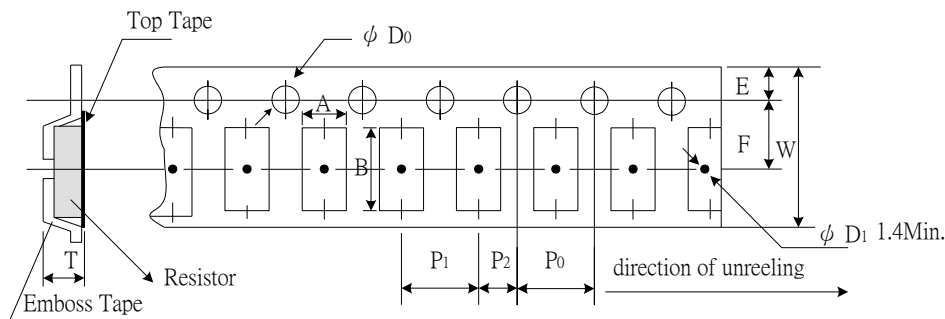 Top Tape
ψ D0
E
A
F
W
B
ψ D1 1.4Min.
T
P1
P2
P0
direction of unreeling
Resistor
Emboss Tape